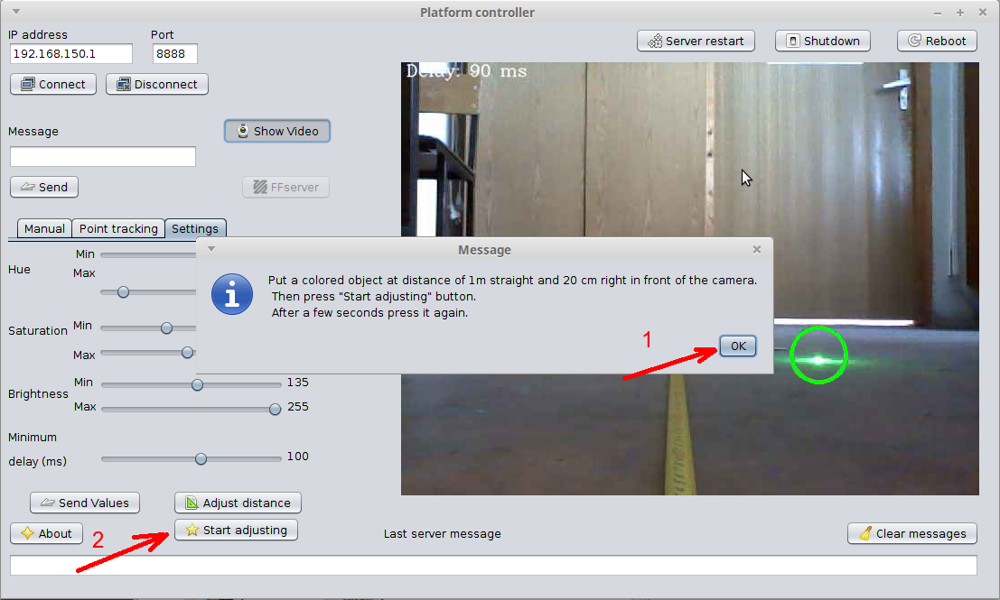 Platform controller
IP address Port
192.168.150.1 8888
Server restart Shutdown Reboot
Connect Disconnect
Delay: 90 ms
Message
Show Video
Send
FFserver
Manual Point tracking Settings
Hue
Min
Max
Saturation
Min
Max
Brightness
Min 135
Max 255
Minimum
delay (ms) 100
Message
Put a colored object at distance of 1m straight and 20 cm right in front of the camera.
Then press "Start adjusting" button.
After a few seconds press it again.
1
OK
Send Values Adjust distance
About 2 Start adjusting
Last server message
Clear messages